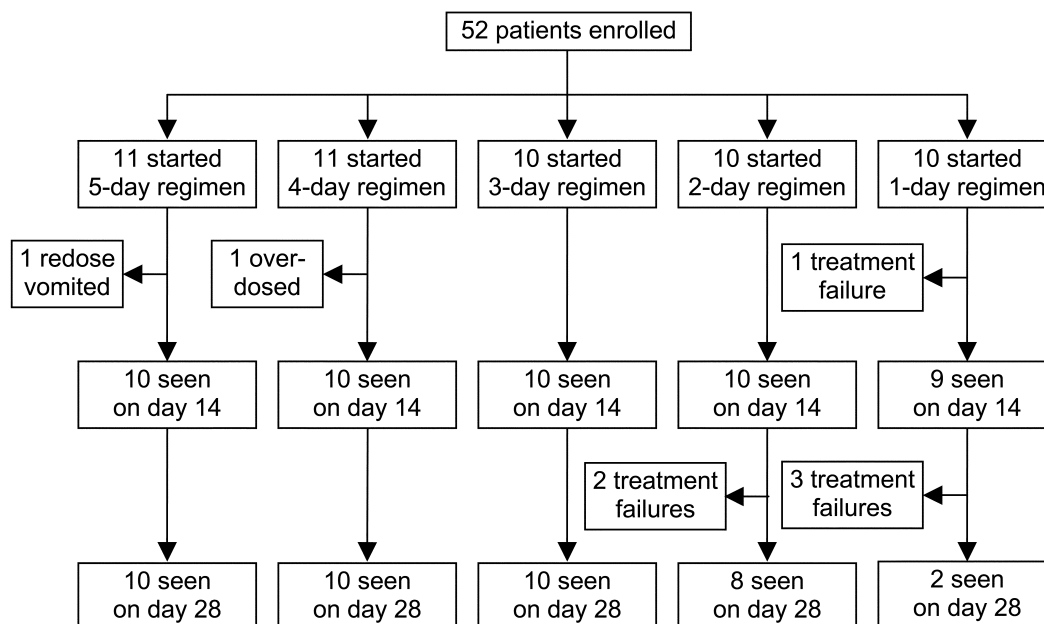 52 patients enrolled
11 started
5-day regimen
11 started
4-day regimen
10 started
3-day regimen
10 started
2-day regimen
10 started
1-day regimen
1 redose
vomited
1 over-
dosed
1 treatment
failure
10 seen
on day 14
10 seen
on day 14
10 seen
on day 14
10 seen
on day 14
9 seen
on day 14
2 treatment
failures
3 treatment
failures
10 seen
on day 28
10 seen
on day 28
10 seen
on day 28
8 seen
on day 28
2 seen
on day 28